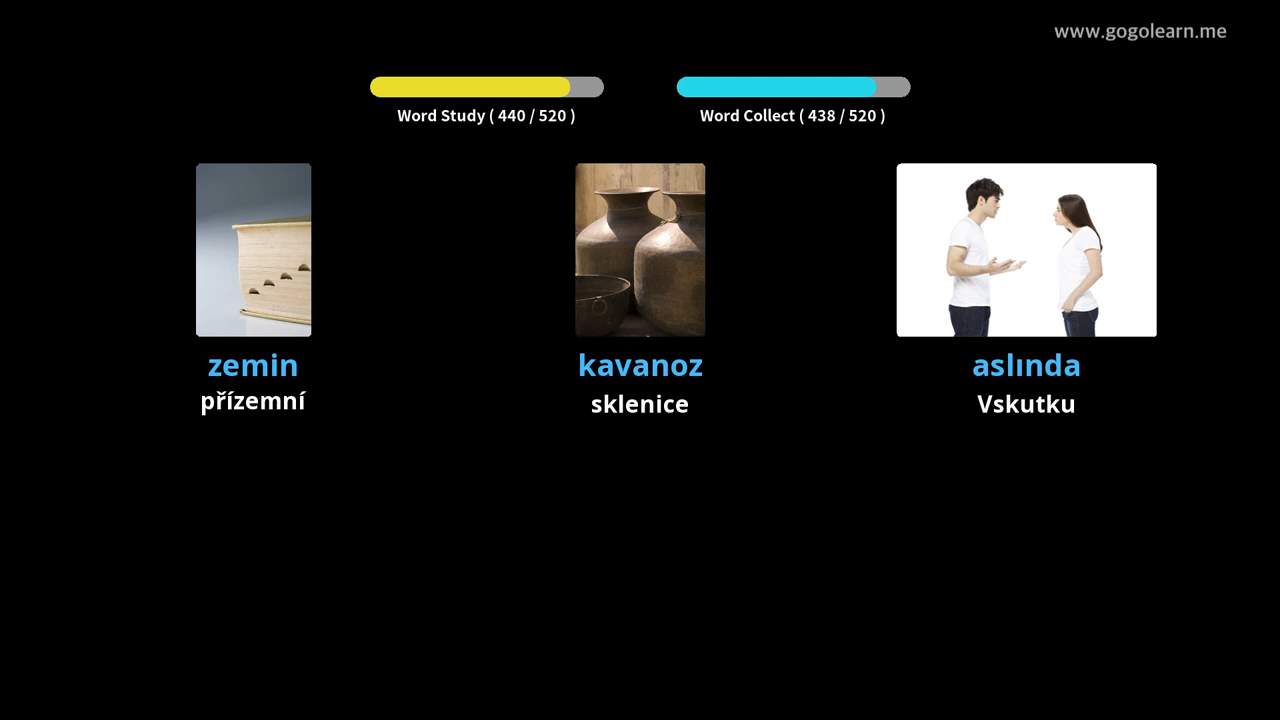 www.gogolearn.me
Word Study ( 440 / 520 )
Word Collect ( 438 / 520 )
zemin
kavanoz
aslında
přízemní
sklenice
Vskutku